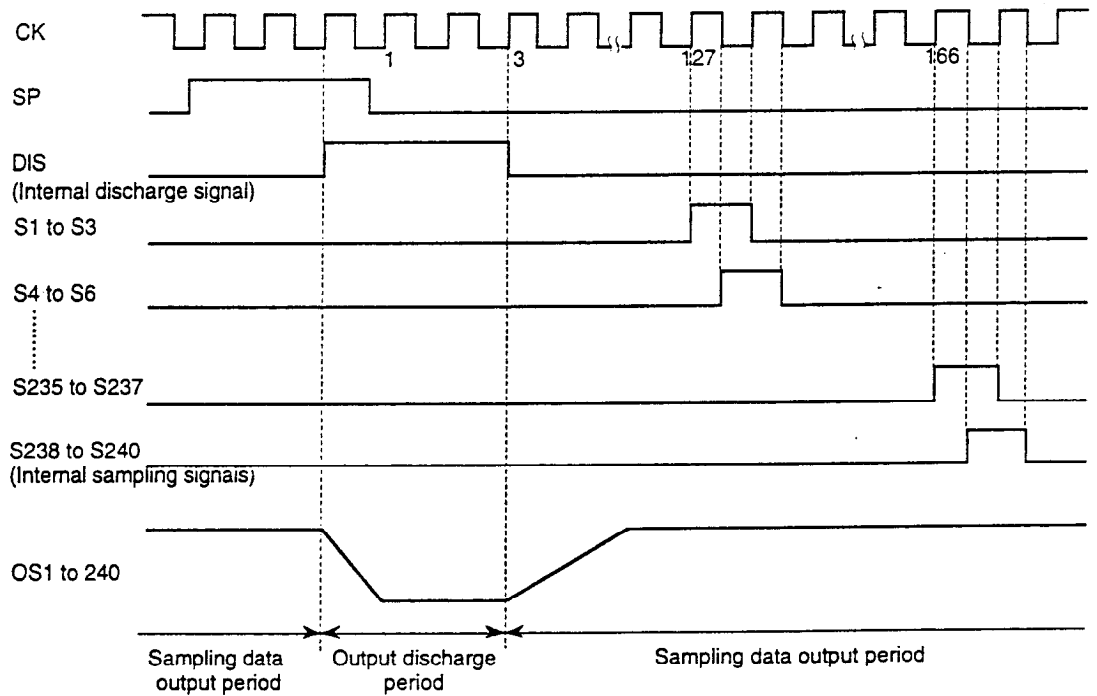 CK
1 3 127 166
SP
DIS
(Internal discharge signal)
S1 to S3
S4 to S6
S235 to S237
S238 to S240
(Internal sampling signais)
OS1 to 240
Sampling data
output period
Output discharge
period
Sampling data output period